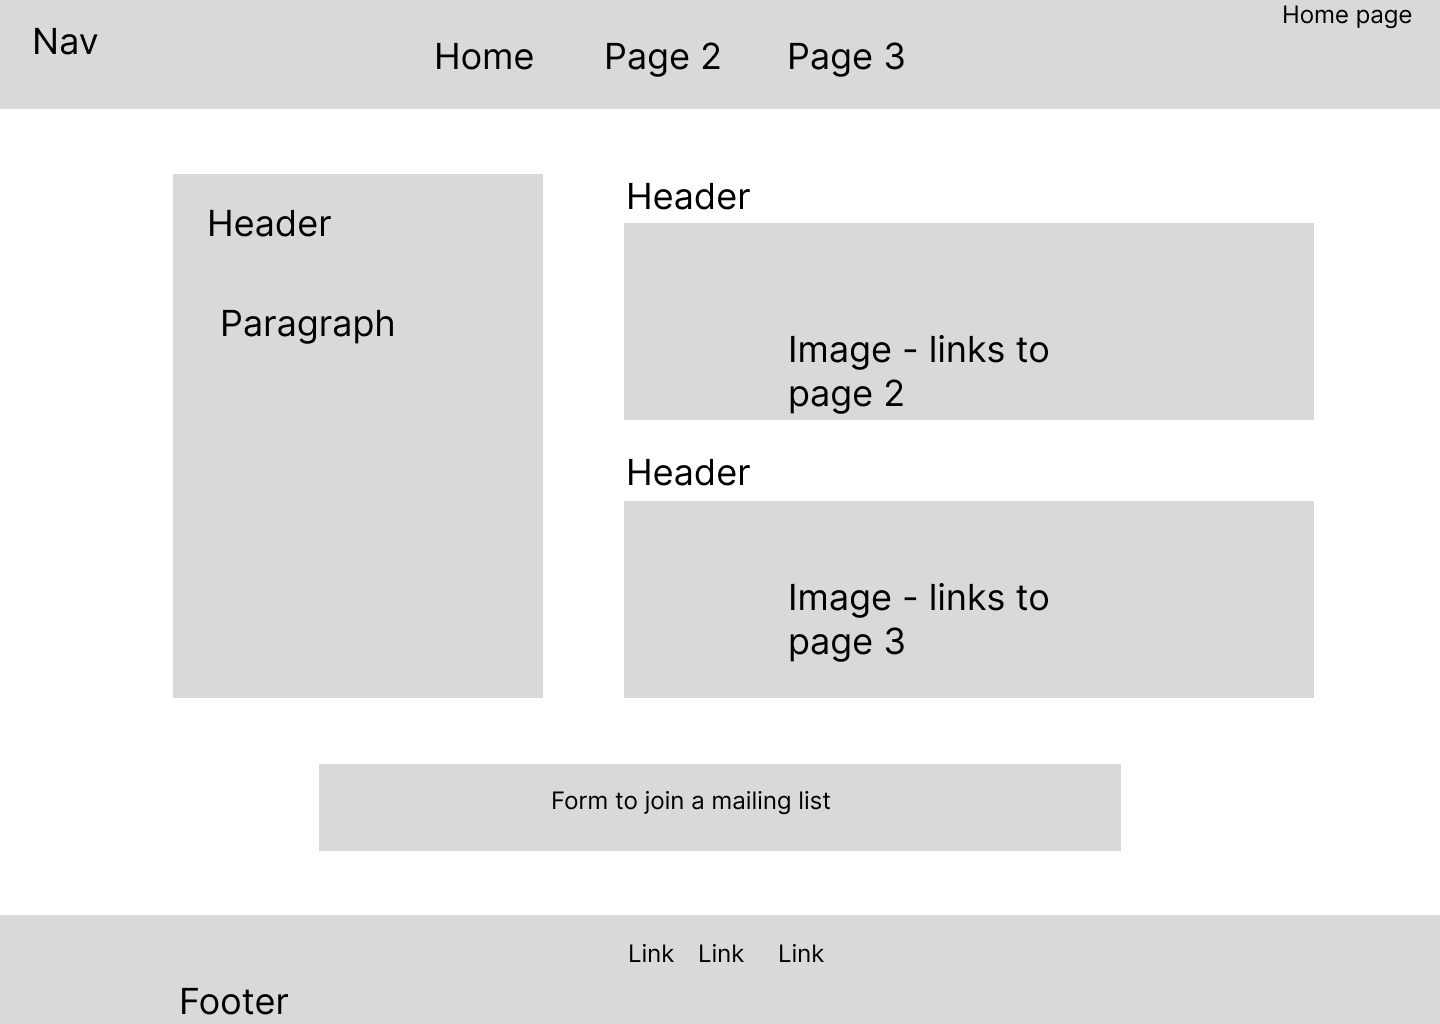 Home page
Nav
Home Page 2 Page 3
Header
Paragraph
Header
Image - links to
page 2
Header
Image - links to
page 3
Form to join a mailing list
Link Link Link
Footer